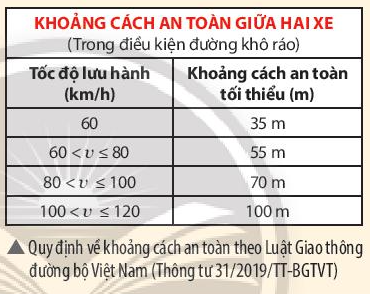 KHOẢNG CÁCH AN TOÀN GIỮA HAI XE
(Trong điều kiện đường khô ráo)
Tốc độ lưu hành (km/h) Khoảng cách an toàn tối thiểu (m)
60 35 m
60 < υ ≤ 80 55 m
80 < υ ≤ 100 70 m
100 < υ ≤ 120 100 m
▲ Quy định về khoảng cách an toàn theo Luật Giao thông
đường bộ Việt Nam (Thông tư 31/2019/TT-BGTVT)